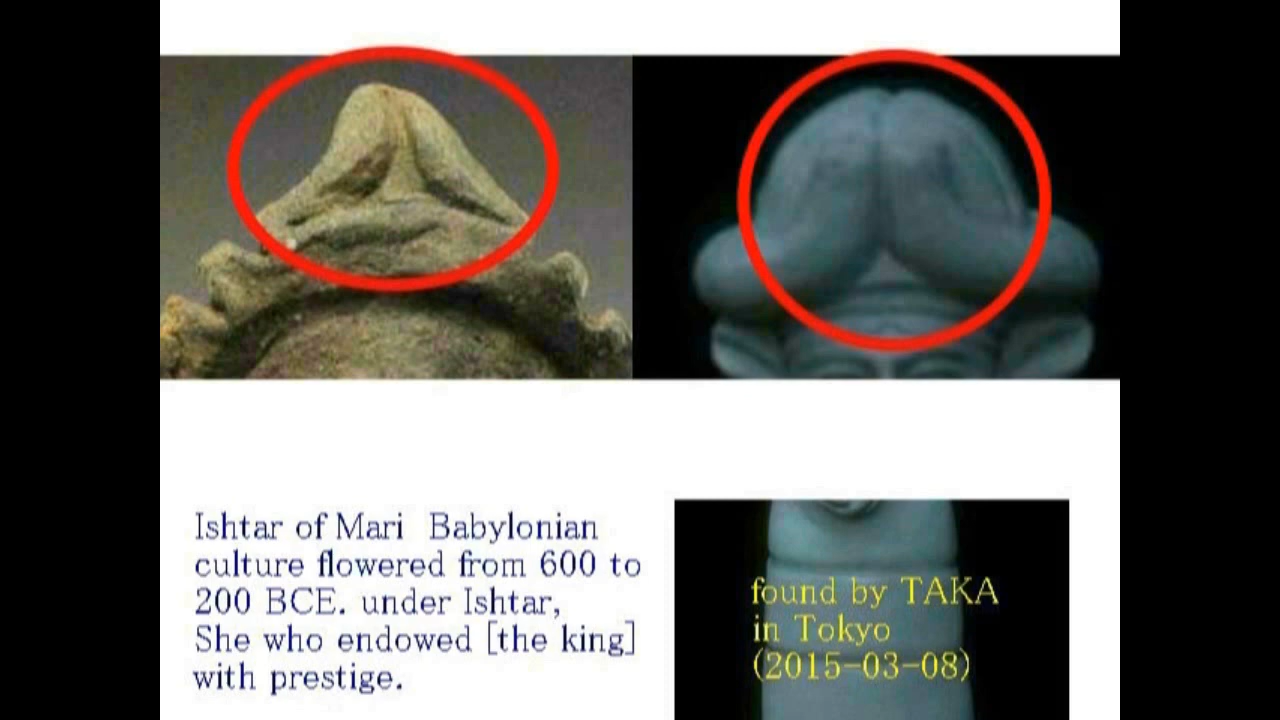 Ishtar of Mari Babylonian
culture flowered from 600 to
200 BCE. under Ishtar,
She who endowed [the king]
with prestige.
found by TAKA
in Tokyo
(2015-03-08)